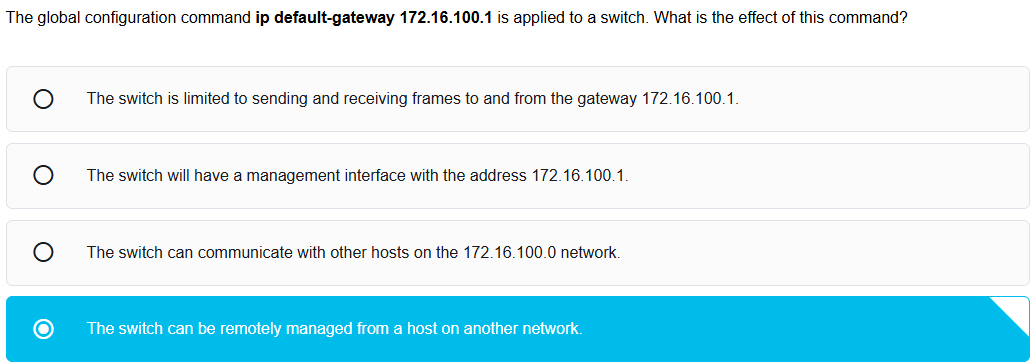 The global configuration command ip default-gateway 172.16.100.1 is applied to a switch. What is the effect of this command?
The switch is limited to sending and receiving frames to and from the gateway 172.16.100.1.
The switch will have a management interface with the address 172.16.100.1.
The switch can communicate with other hosts on the 172.16.100.0 network.
The switch can be remotely managed from a host on another network.